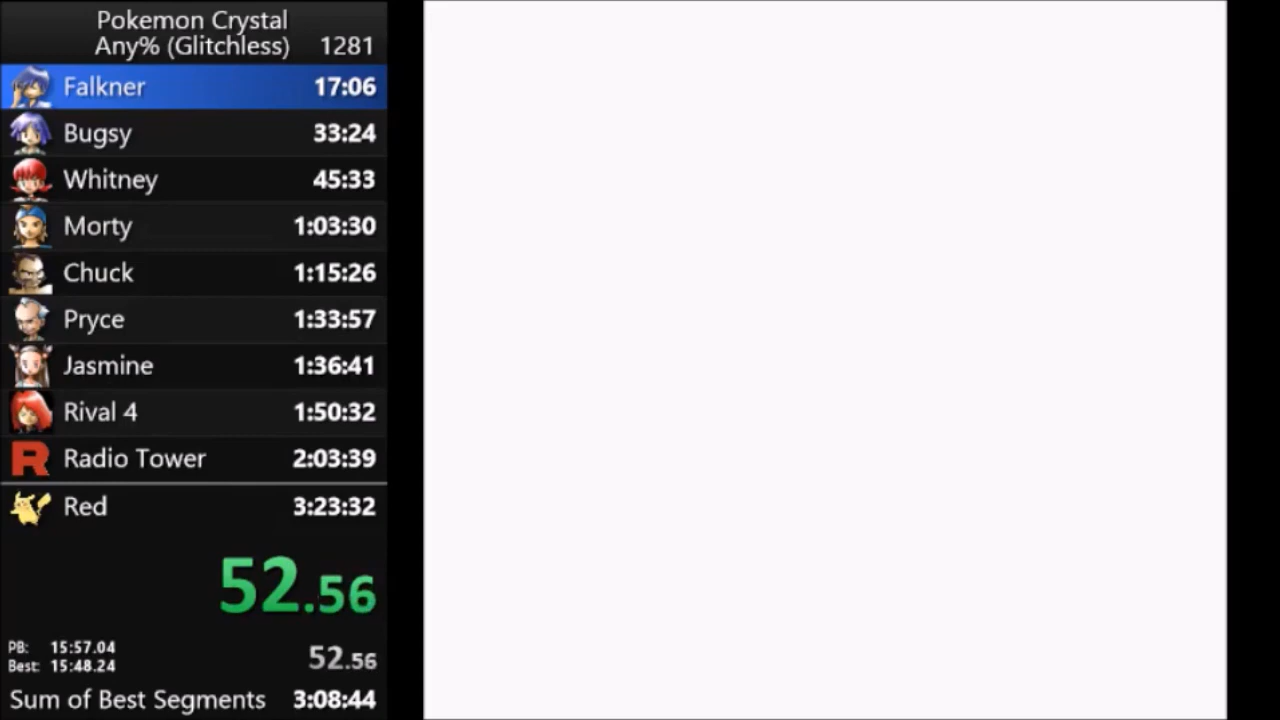 Pokemon Crystal
Any% (Glitchless) 1281
Falkner 17:06
Bugsy 33:24
Whitney 45:33
Morty 1:03:30
Chuck 1:15:26
Pryce 1:33:57
Jasmine 1:36:41
Rival 4 1:50:32
R Radio Tower 2:03:39
Red 3:23:32
52.56
PB: 15:57.04
Best: 15:48.24
52.56
Sum of Best Segments 3:08:44